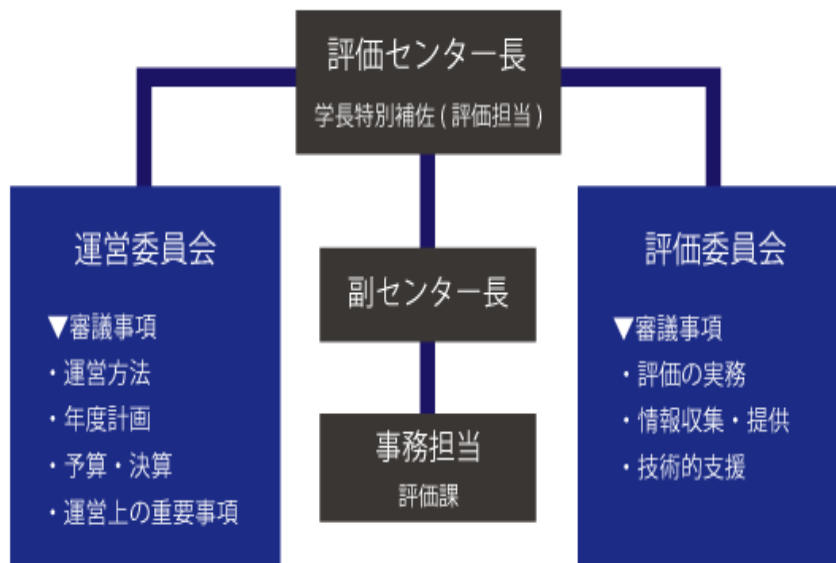 評価センター長
学長特別補佐 ( 評価担当 )
運営委員会
▼審議事項
・運営方法
・年度計画
・予算・決算
・運営上の重要事項
副センター長
事務担当
評価課
評価委員会
▼審議事項
・評価の実務
・情報収集・提供
・技術的支援